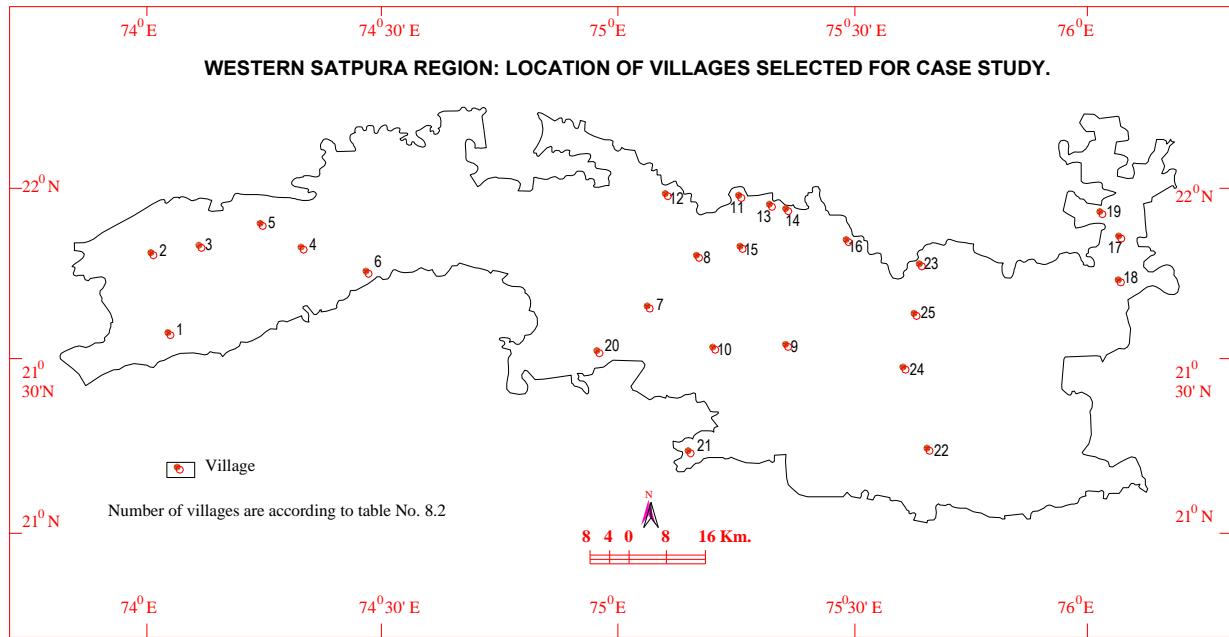 74⁰E 74⁰30' E 75⁰E 75⁰30' E 76⁰E
WESTERN SATPURA REGION: LOCATION OF VILLAGES SELECTED FOR CASE STUDY.
22⁰N 22⁰N
12
11
13
14
19
5
2
3
4
16
17
15
8
23
6
18
7
25
1
20
10
9
21⁰ 21⁰
30'N 30' N
24
21
22
Village
Number of villages are according to table No. 8.2
N
21⁰N 21⁰N
8 4 0 8 16 Km.
74⁰E 74⁰30' E 75⁰E 75⁰30' E 76⁰E